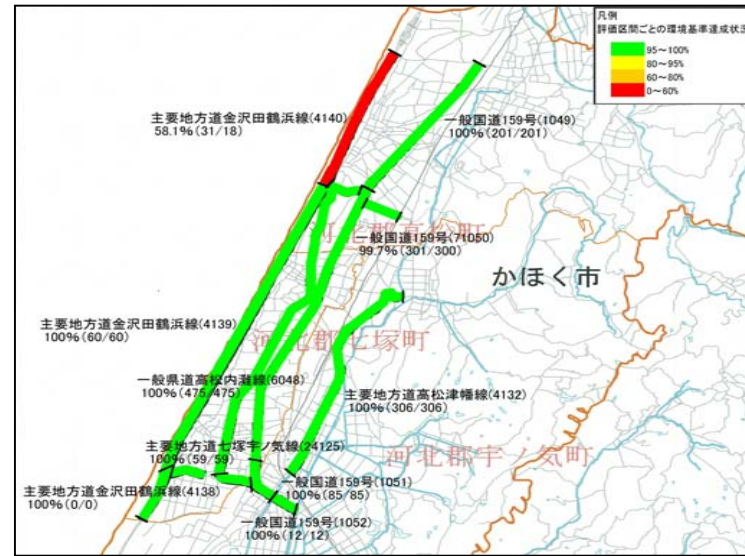 凡例
評価区間ごとの環境基準達成状況
95～100%
80～95%
60～80%
0～60%
主要地方道金沢田鶴浜線(4140)
58.1%(31/18)
一般国道159号(1049)
100%(201/201)
河北郡高松町
一般国道159号(71050)
99.7%(301/300)
かほく市
主要地方道金沢田鶴浜線(4139)
100%(60/60)
河北郡七塚町
一般県道高松内灘線(6048)
100%(475/475)
主要地方道高松津幡線(4132)
100%(306/306)
主要地方道七塚宇ノ気線(24125)
100%(59/59)
河北郡宇ノ気町
主要地方道金沢田鶴浜線(4138)
100%(0/0)
一般国道159号(1051)
100%(85/85)
一般国道159号(1052)
100%(12/12)